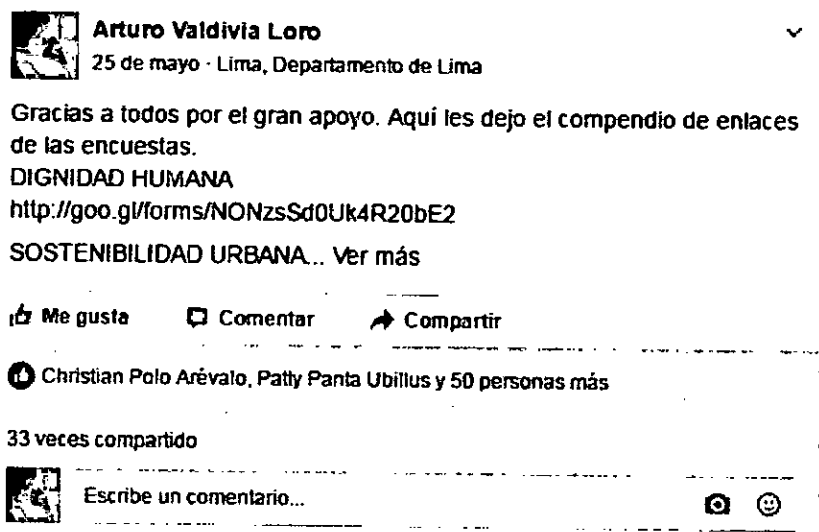 Arturo Valdivia Loro
25 de mayo · Lima, Departamento de Lima
Gracias a todos por el gran apoyo. Aquí les dejo el compendio de enlaces
de las encuestas.
DIGNIDAD HUMANA
http://goo.gl/forms/NONzsSd0Uk4R20bE2
SOSTENIBILIDAD URBANA... Ver más
Me gusta Comentar Compartir
Christian Polo Arévalo, Patty Panta Ubillus y 50 personas más
33 veces compartido
Escribe un comentario...